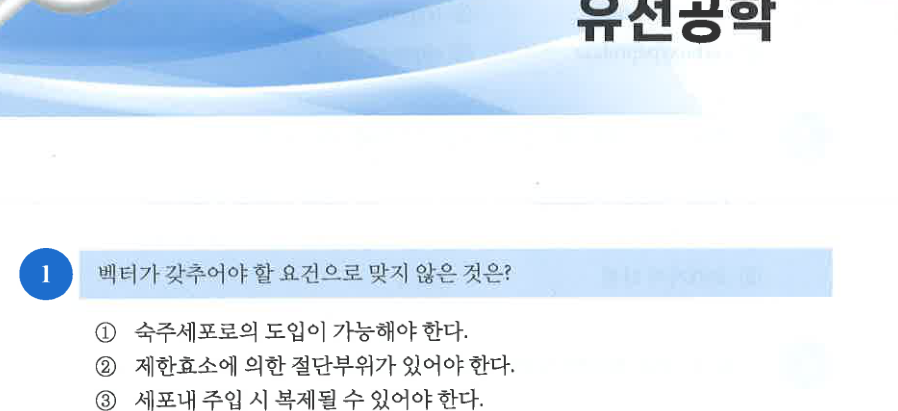 유전공학
1 벡터가 갖추어야 할 요건으로 맞지 않은 것은?
① 숙주세포로의 도입이 가능해야 한다.
② 제한효소에 의한 절단부위가 있어야 한다.
③ 세포내 주입 시 복제될 수 있어야 한다.